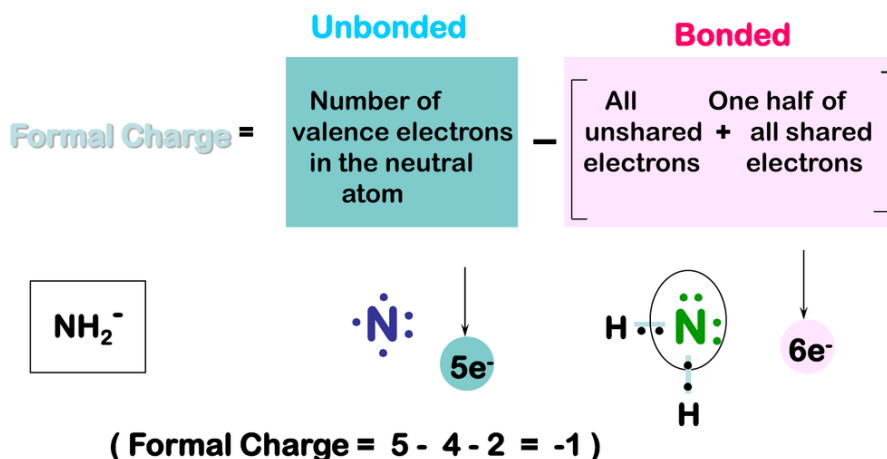 Unbonded
Bonded
Formal Charge =
Number of
valence electrons
in the neutral
atom
–
All One half of
unshared + all shared
electrons electrons
NH₂⁻
N
5e⁻
H N
H
6e⁻
( Formal Charge = 5 - 4 - 2 = -1 )